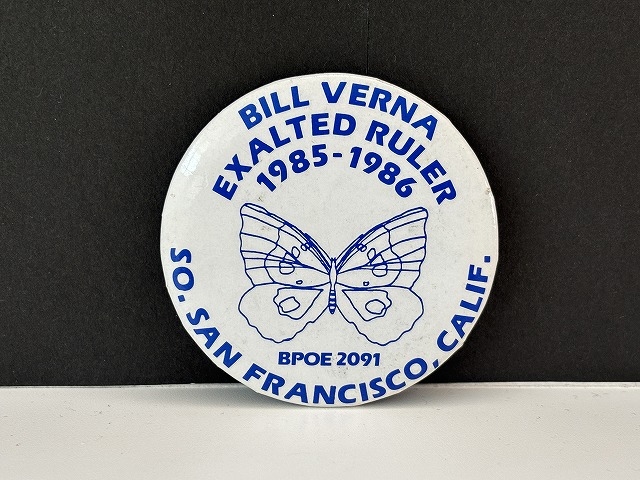 BILL VERNA
EXALTED RULER
1985-1986
BPOE 2091
SO. SAN FRANCISCO, CALIF.